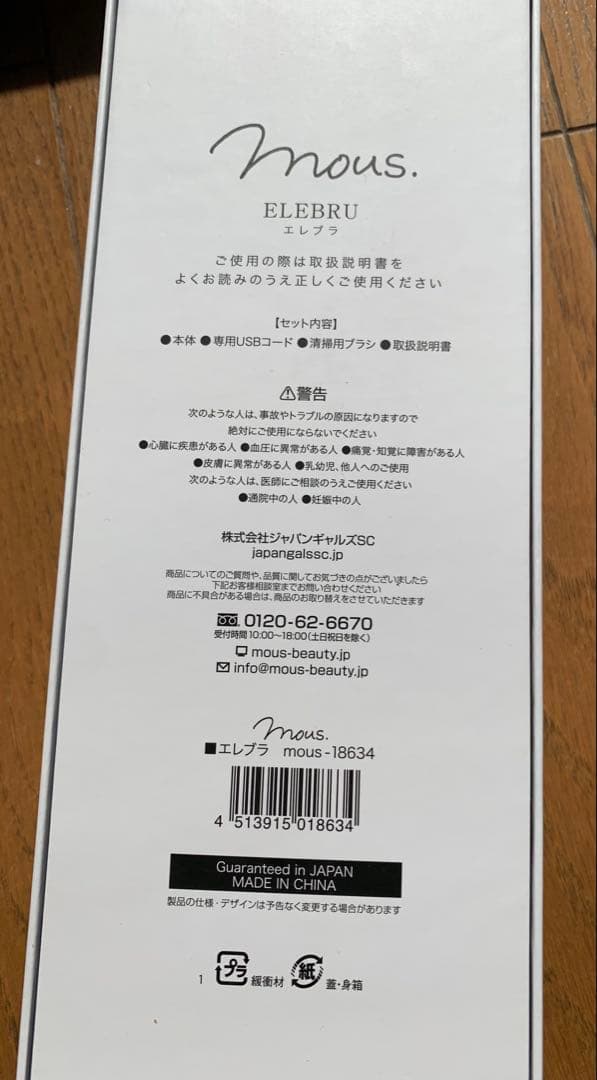 mous.
ELEBRU
エレブラ
ご使用の際は取扱説明書を
よくお読みのうえ正しくご使用ください
【セット内容】
●本体 ●専用USBコード ●清掃用ブラシ ●取扱説明書
⚠警告
次のような人は、事故やトラブルの原因になりますので
絶対にご使用にならないでください
●心臓に疾患がある人 ●血圧に異常がある人 ●痛覚・知覚に障害がある人
●皮膚に異常がある人 ●乳幼児、他人へのご使用
次のような人は、医師にご相談のうえご使用ください
●通院中の人 ●妊娠中の人
株式会社ジャパンギャルズSC
japangalssc.jp
商品についてのご質問や、品質に関してお気づきの点がございましたら
下記お客様相談室までお問い合わせください
商品に不具合がある場合は、商品のお取り替えをさせていただきます
0120-62-6670
受付時間 10:00〜18:00(土日祝日を除く)
mous-beauty.jp
info@mous-beauty.jp
mous.
■エレブラ mous-18634
4 513915 018634
Guaranteed in JAPAN
MADE IN CHINA
製品の仕様・デザインは予告なく変更する場合があります
1 プラ 緩衝材 紙 蓋・身箱